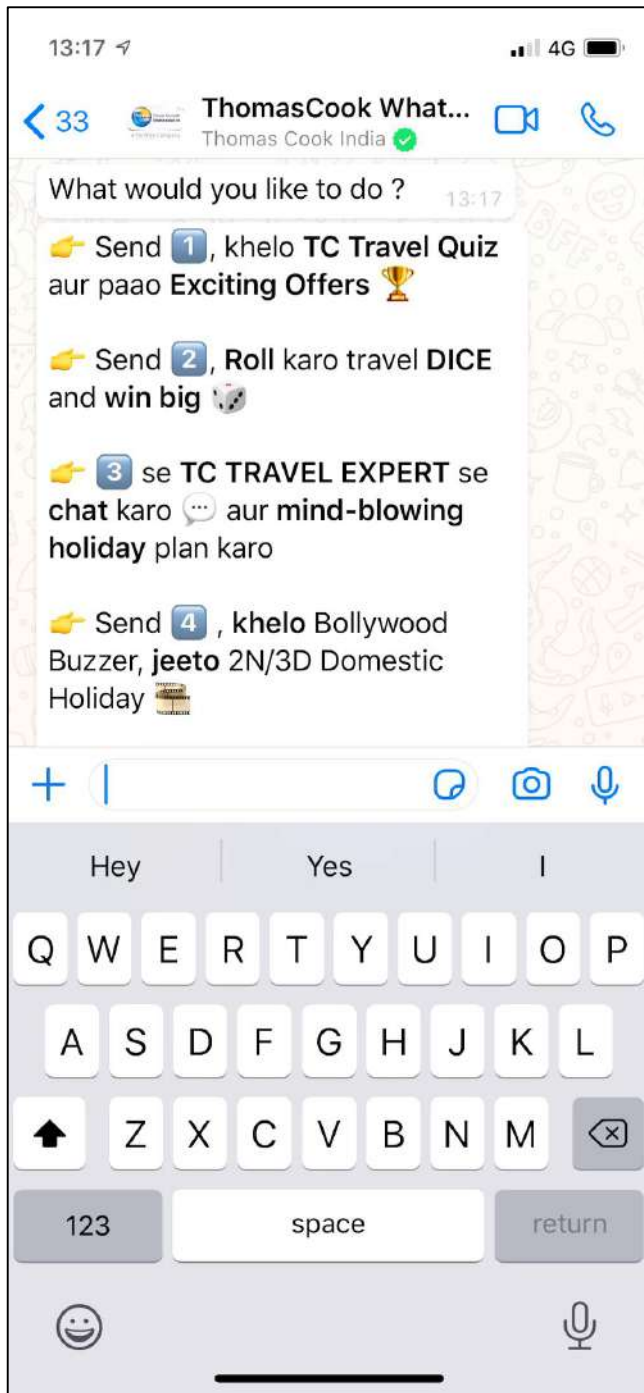 13:17
4G
33
ThomasCook What...
Thomas Cook India
What would you like to do ?
13:17
👉 Send 1️⃣, khelo TC Travel Quiz
aur paao Exciting Offers 🏆
👉 Send 2️⃣, Roll karo travel DICE
and win big 🎲
👉 3️⃣ se TC TRAVEL EXPERT se
chat karo 💬 aur mind-blowing
holiday plan karo
👉 Send 4️⃣ , khelo Bollywood
Buzzer, jeeto 2N/3D Domestic
Holiday 🎞️
Hey Yes I
Q W E R T Y U I O P
A S D F G H J K L
Z X C V B N M
123 space return